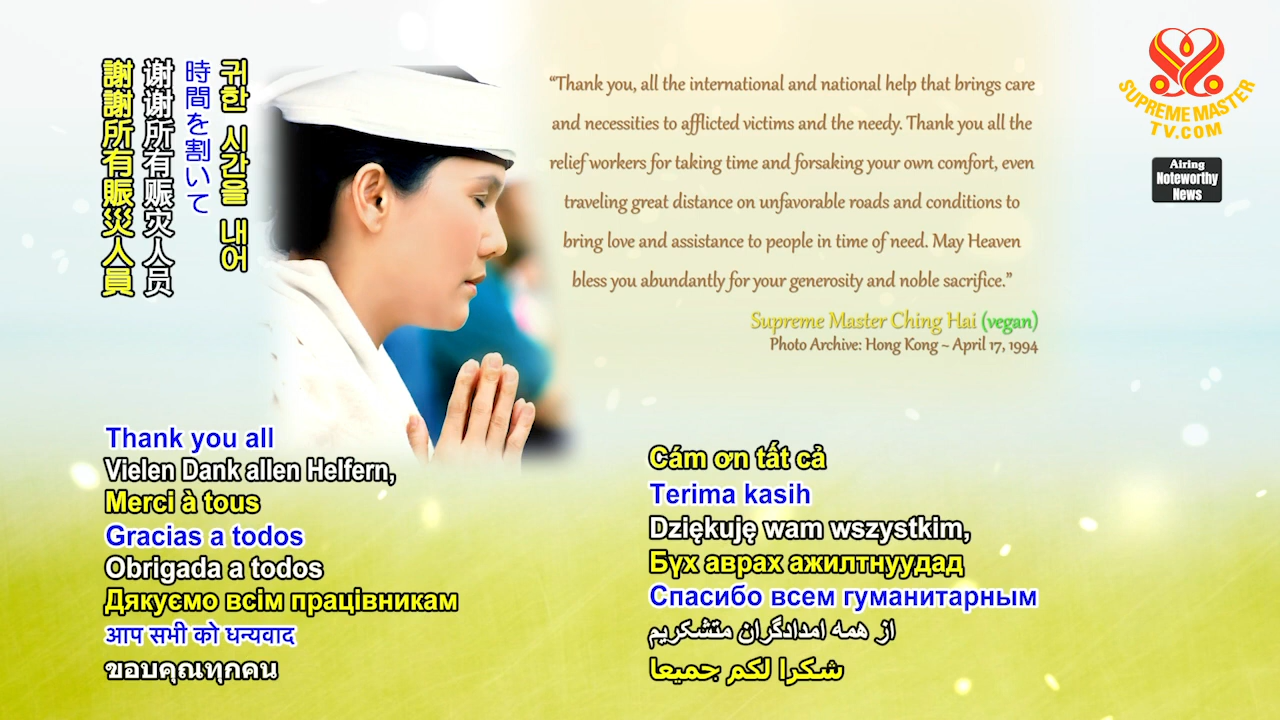 謝謝所有賑災人員
谢谢所有赈灾人员
時間を割いて
귀한 시간을 내어
“Thank you, all the international and national help that brings care
and necessities to afflicted victims and the needy. Thank you all the
relief workers for taking time and forsaking your own comfort, even
traveling great distance on unfavorable roads and conditions to
bring love and assistance to people in time of need. May Heaven
bless you abundantly for your generosity and noble sacrifice.”
Supreme Master Ching Hai (vegan)
Photo Archive: Hong Kong ~ April 17, 1994
SUPREME MASTER
TV.COM
Airing
Noteworthy
News
Thank you all
Vielen Dank allen Helfern,
Merci à tous
Gracias a todos
Obrigada a todos
Дякуємо всім працівникам
आप सभी को धन्यवाद
ขอบคุณทุกคน
Cám ơn tất cả
Terima kasih
Dziękuję wam wszystkim,
Бүх аврах ажилтнуудад
Спасибо всем гуманитарным
از همه امدادگران متشکریم
شكرا لكم جميعا